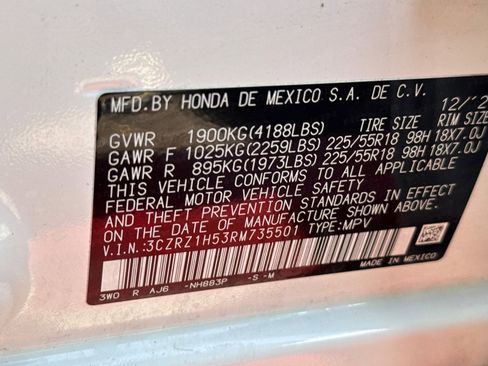 MFD. BY HONDA DE MEXICO S.A. DE C.V. 12/2
TIRE SIZE RIM SIZE
GVWR 1900KG(4188LBS)
GAWR F 1025KG(2259LBS) 225/55R18 98H 18X7.0J
GAWR R 895KG(1973LBS) 225/55R18 98H 18X7.0J
THIS VEHICLE CONFORMS TO ALL APPLICABLE
FEDERAL MOTOR VEHICLE SAFETY
AND THEFT PREVENTION STANDARDS IN EFFECT
ON THE DATE OF MANUFACTURE SHOWN ABOVE.
V.I.N.:3CZRZ1H53RM735501 TYPE:MPV
3WO R AJ6 -NH883P -S -M
MADE IN MEXICO